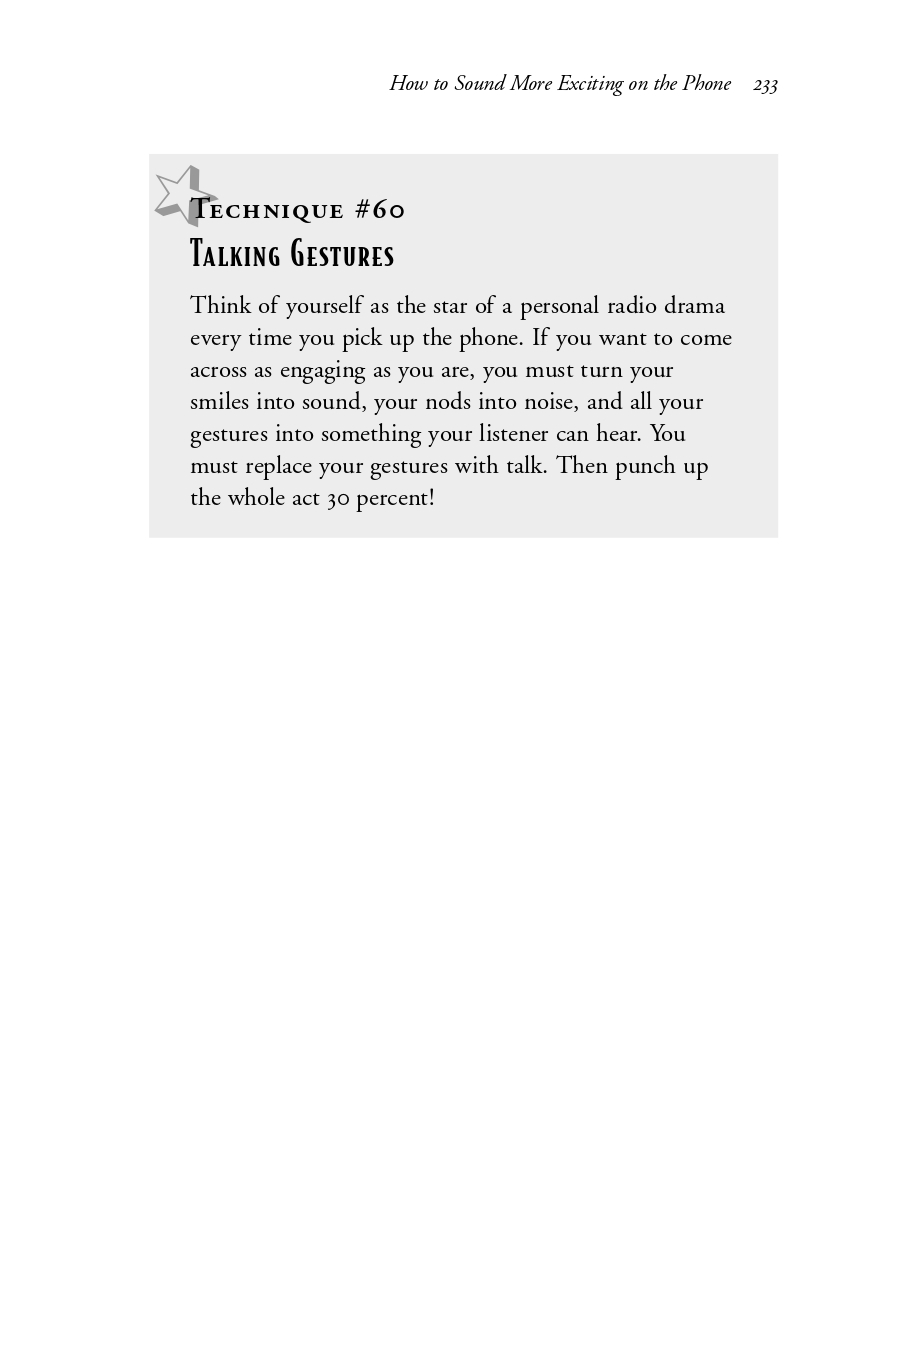 How to Sound More Exciting on the Phone 233
Technique #60
Talking Gestures
Think of yourself as the star of a personal radio drama
every time you pick up the phone. If you want to come
across as engaging as you are, you must turn your
smiles into sound, your nods into noise, and all your
gestures into something your listener can hear. You
must replace your gestures with talk. Then punch up
the whole act 30 percent!